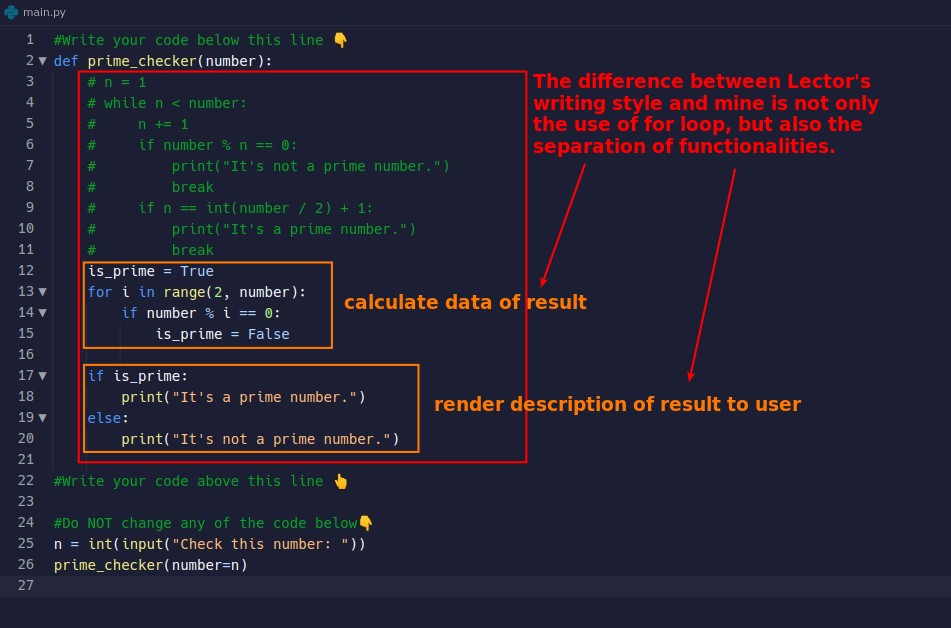 main.py
1 #Write your code below this line 👇
2 def prime_checker(number):
3     # n = 1
4     # while n < number:
5     #     n += 1
6     #     if number % n == 0:
7     #         print("It's not a prime number.")
8     #         break
9     #     if n == int(number / 2) + 1:
10     #         print("It's a prime number.")
11     #         break
12     is_prime = True
13     for i in range(2, number):
14         if number % i == 0:
15             is_prime = False
16
17     if is_prime:
18         print("It's a prime number.")
19     else:
20         print("It's not a prime number.")
21
22 #Write your code above this line 👆
23
24 #Do NOT change any of the code below👇
25 n = int(input("Check this number: "))
26 prime_checker(number=n)
27
The difference between Lector's
writing style and mine is not only
the use of for loop, but also the
separation of functionalities.
calculate data of result
render description of result to user